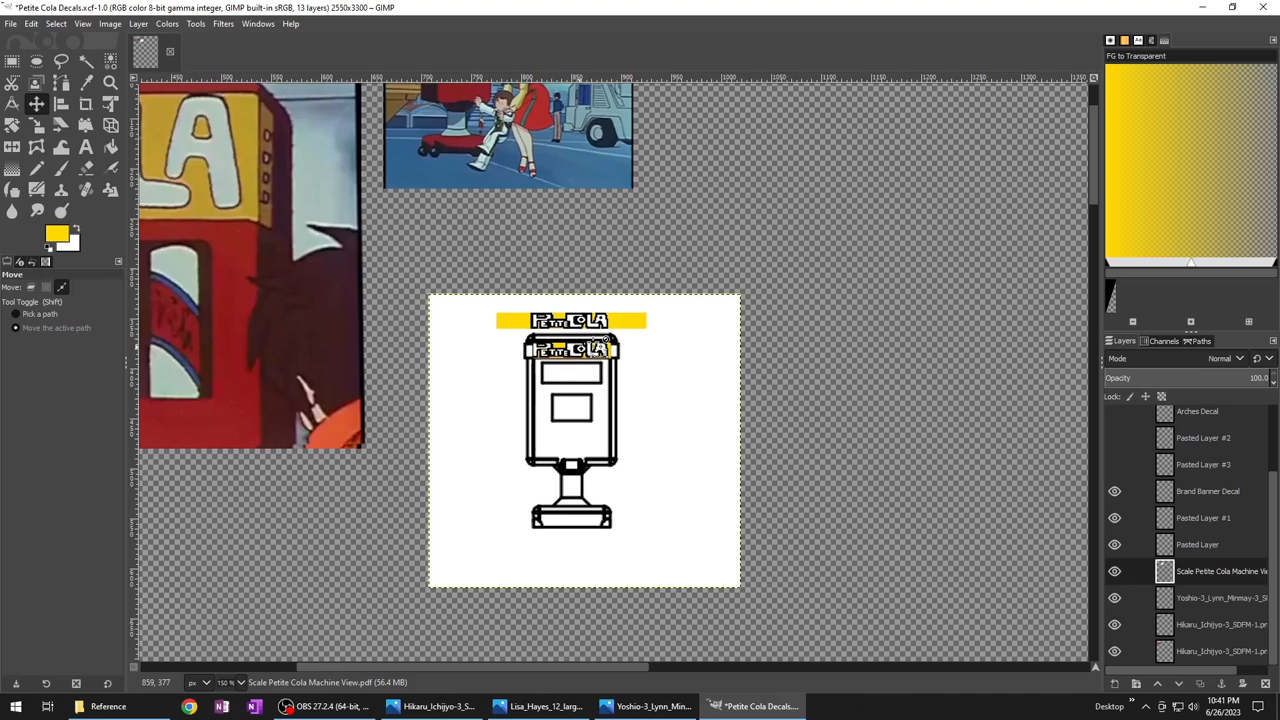 *Petite Cola Decals.xcf-1.0 (RGB color 8-bit gamma integer, GIMP built-in sRGB, 13 layers) 2550x3300 – GIMP
File Edit Select View Image Layer Colors Tools Filters Windows Help
FG to Transparent
Move
Move:
Tool Toggle (Shift)
Pick a path
Move the active path
LA
PETITE COLA
PETITE COLA
Layers Channels Paths
Mode Normal
Opacity 100.0
Lock:
Arches Decal
Pasted Layer #2
Pasted Layer #3
Brand Banner Decal
Pasted Layer #1
Pasted Layer
Scale Petite Cola Machine Vie
Yoshio-3_Lynn_Minmay-3_SD
Hikaru_Ichijyo-3_SDFM-1.pn
Hikaru_Ichijyo-3_SDFM-1.pn
859, 377 px 150 % Scale Petite Cola Machine View.pdf (56.4 MB)
Reference
OBS 27.2.4 (64-bit, ...
Hikaru_Ichijyo-3_S...
Lisa_Hayes_12_larg...
Yoshio-3_Lynn_Min...
*Petite Cola Decals....
Desktop
10:41 PM
6/26/2023